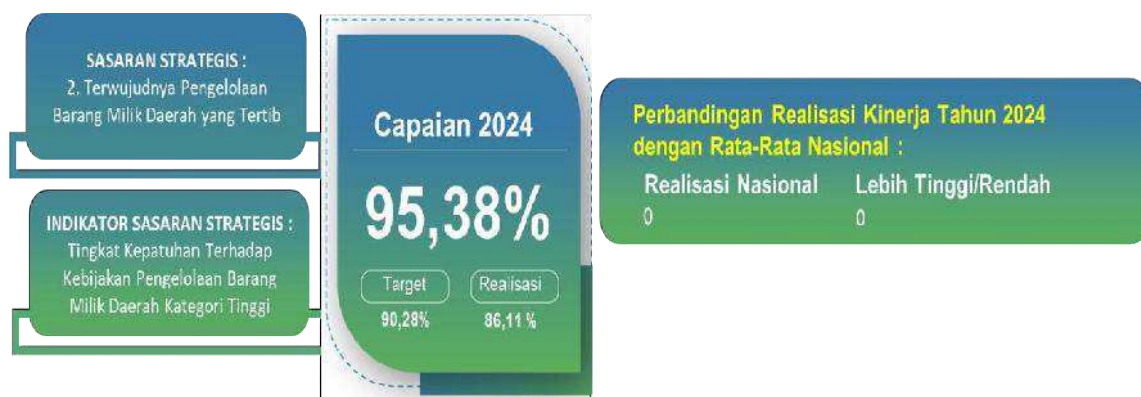 SASARAN STRATEGIS :
2. Terwujudnya Pengelolaan
Barang Milik Daerah yang Tertib
INDIKATOR SASARAN STRATEGIS :
Tingkat Kepatuhan Terhadap
Kebijakan Pengelolaan Barang
Milik Daerah Kategori Tinggi
Capaian 2024
95,38%
Target Realisasi
90,28% 86,11 %
Perbandingan Realisasi Kinerja Tahun 2024
dengan Rata-Rata Nasional :
Realisasi Nasional Lebih Tinggi/Rendah
0 0